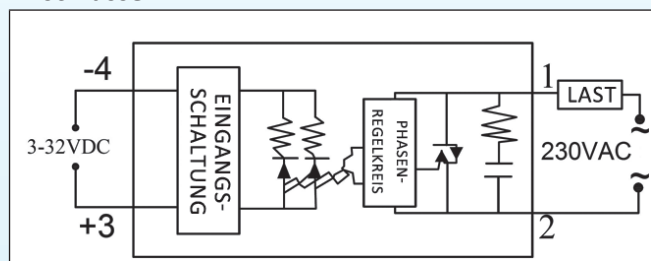 -4
3-32VDC
+3
EINGANGS-
SCHALTUNG
PHASEN-
REGELKREIS
1
LAST
~
230VAC
~
2